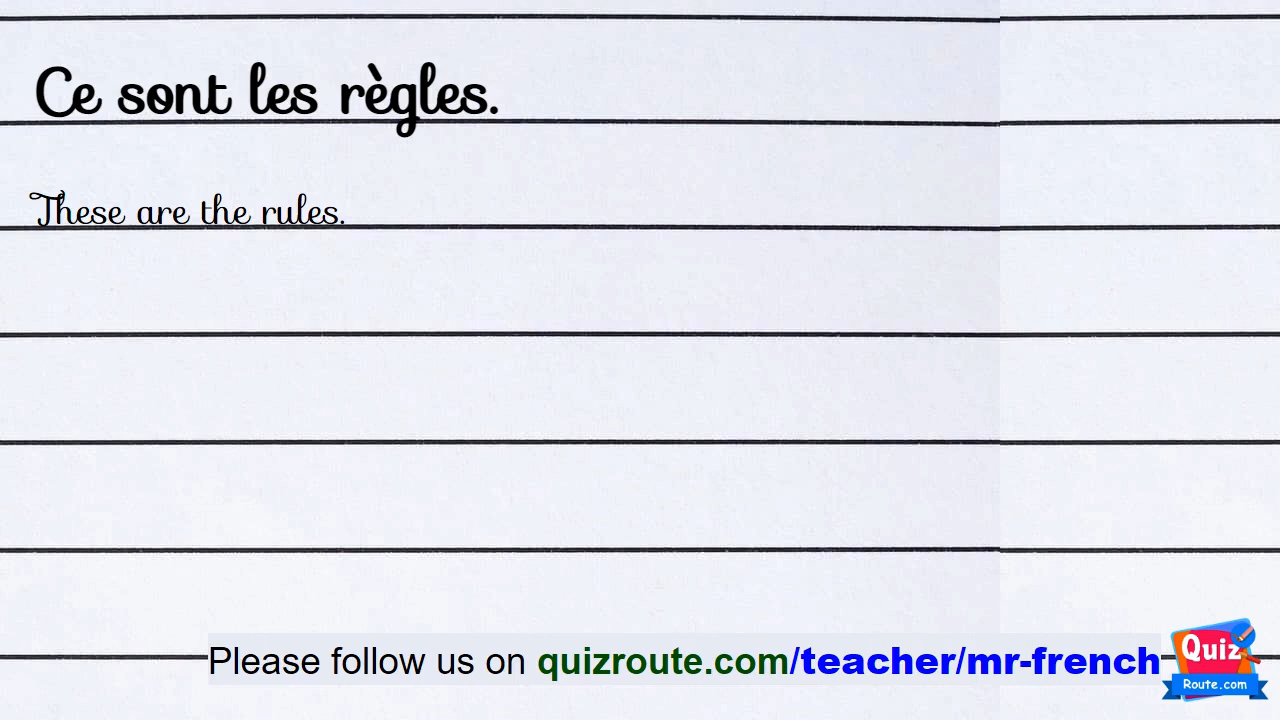 Ce sont les règles.
These are the rules.
Please follow us on quizroute.com/teacher/mr-french
Quiz
Route.com